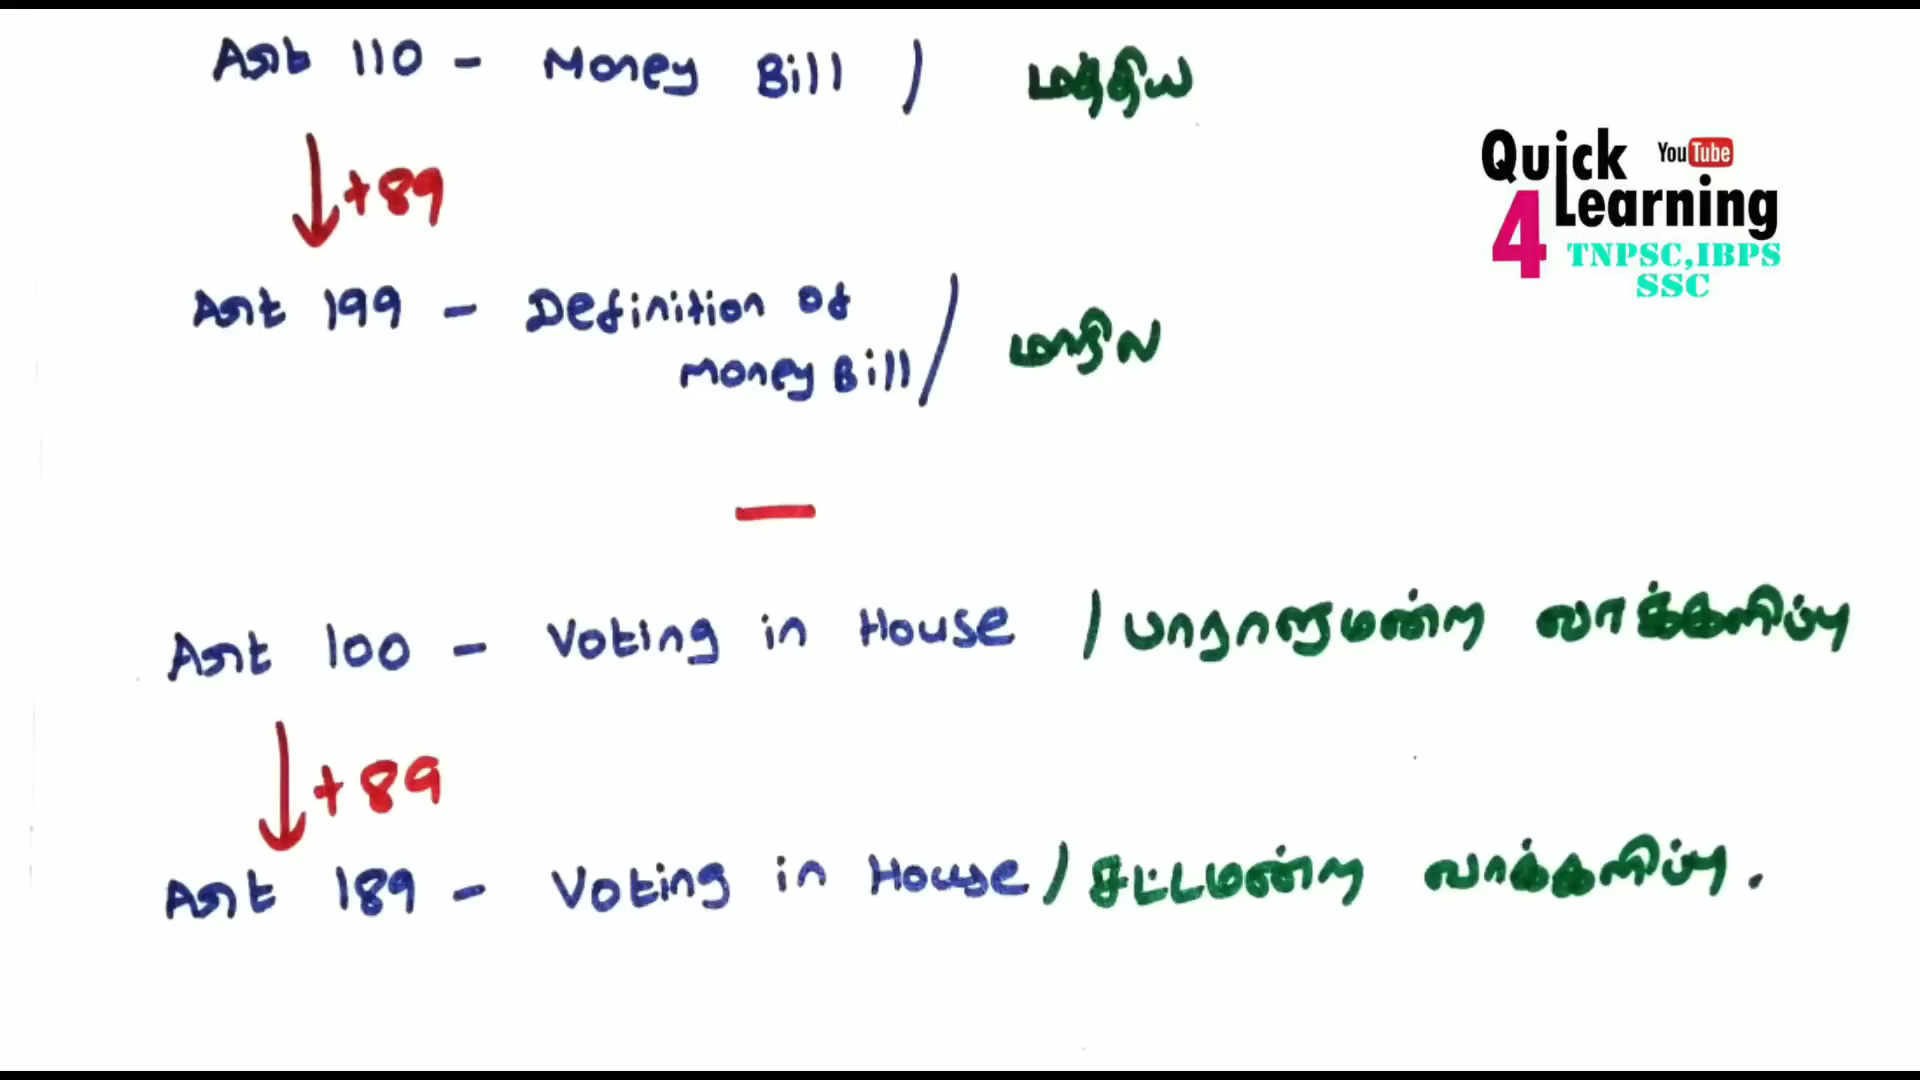 Art 110 - Money Bill / மத்திய
+89
Art 199 - Definition of
Money Bill / மாநில
Quick
YouTube
4 Learning
TNPSC,IBPS
SSC
Art 100 - Voting in House / பாராளுமன்ற வாக்களிப்பு
+89
Art 189 - Voting in House / சட்டமன்ற வாக்களிப்பு.